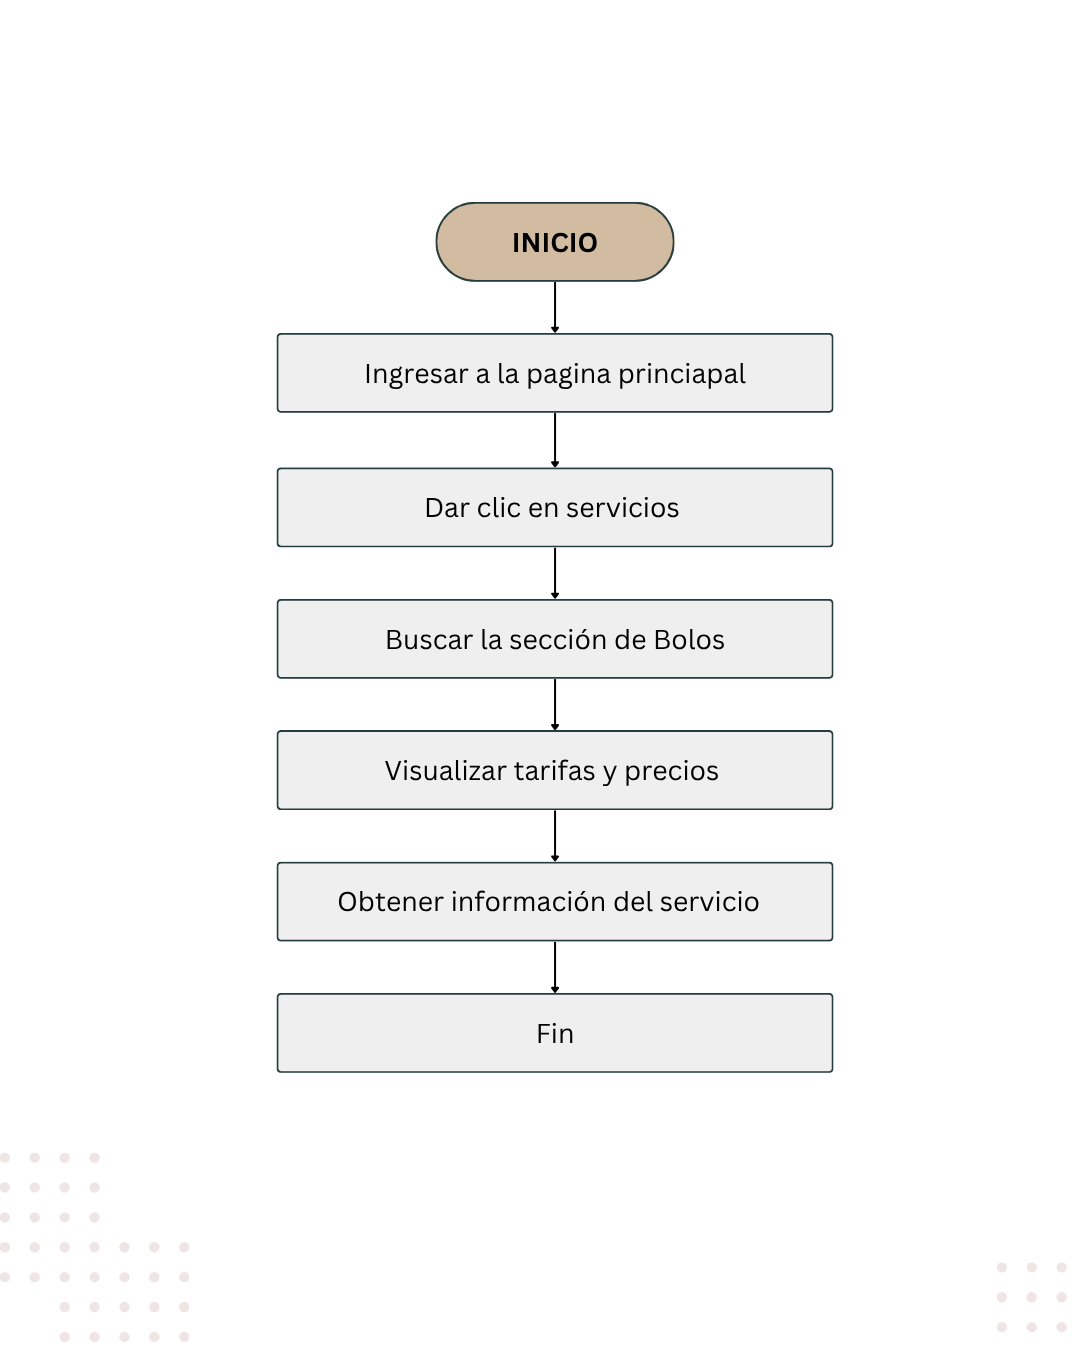 INICIO
Ingresar a la pagina princiapal
Dar clic en servicios
Buscar la sección de Bolos
Visualizar tarifas y precios
Obtener información del servicio
Fin